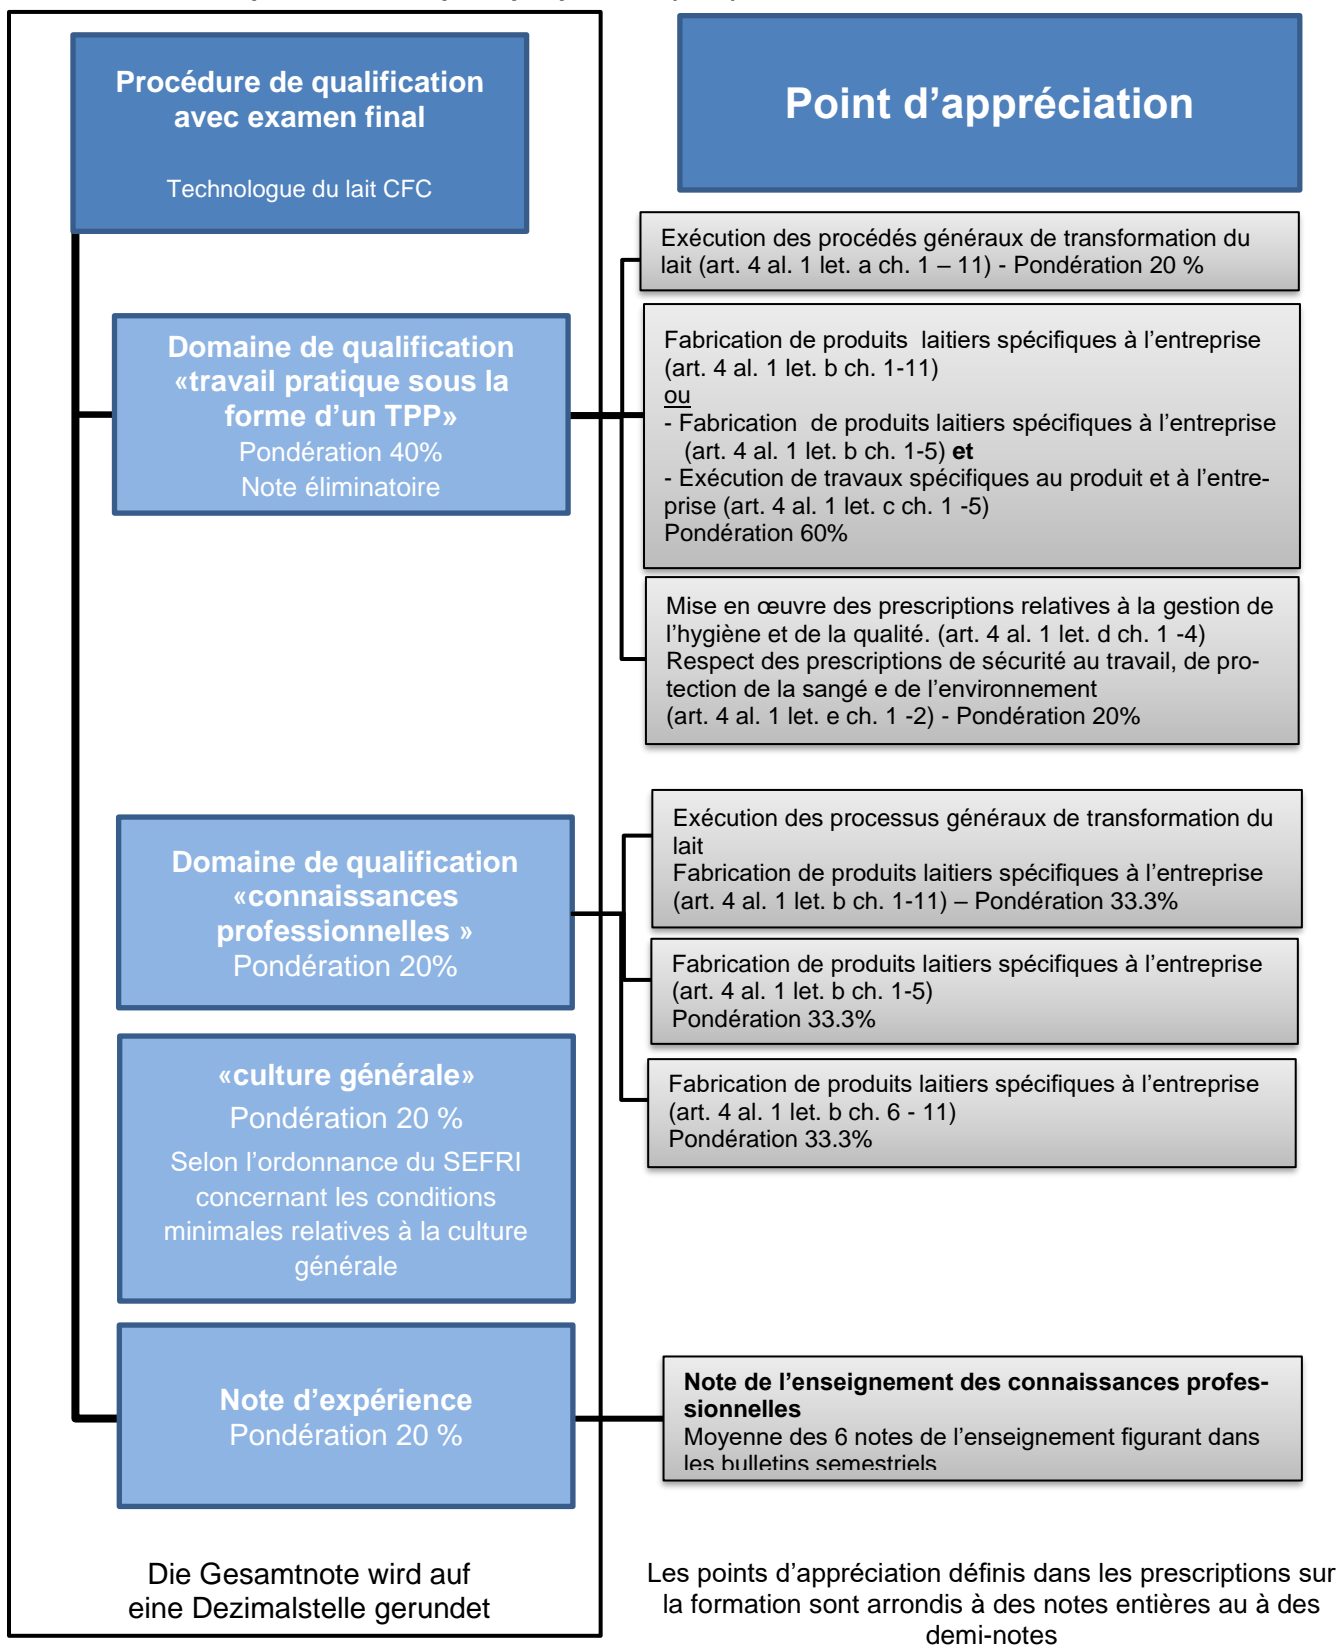 Procédure de qualification
avec examen final
Technologue du lait CFC
Point d’appréciation
Domaine de qualification
«travail pratique sous la
forme d’un TPP»
Pondération 40%
Note éliminatoire
Exécution des procédés généraux de transformation du
lait (art. 4 al. 1 let. a ch. 1 – 11) - Pondération 20 %
Fabrication de produits  laitiers spécifiques à l’entreprise
(art. 4 al. 1 let. b ch. 1-11)
ou
- Fabrication  de produits laitiers spécifiques à l’entreprise
(art. 4 al. 1 let. b ch. 1-5) et
- Exécution de travaux spécifiques au produit et à l’entre-
prise (art. 4 al. 1 let. c ch. 1 -5)
Pondération 60%
Mise en œuvre des prescriptions relatives à la gestion de
l’hygiène et de la qualité. (art. 4 al. 1 let. d ch. 1 -4)
Respect des prescriptions de sécurité au travail, de pro-
tection de la sangé e de l’environnement
(art. 4 al. 1 let. e ch. 1 -2) - Pondération 20%
Domaine de qualification
«connaissances
professionnelles »
Pondération 20%
Exécution des processus généraux de transformation du
lait
Fabrication de produits laitiers spécifiques à l’entreprise
(art. 4 al. 1 let. b ch. 1-11) – Pondération 33.3%
Fabrication de produits laitiers spécifiques à l’entreprise
(art. 4 al. 1 let. b ch. 1-5)
Pondération 33.3%
Fabrication de produits laitiers spécifiques à l’entreprise
(art. 4 al. 1 let. b ch. 6 - 11)
Pondération 33.3%
«culture générale»
Pondération 20 %
Selon l’ordonnance du SEFRI
concernant les conditions
minimales relatives à la culture
générale
Note d’expérience
Pondération 20 %
Note de l’enseignement des connaissances profes-
sionnelles
Moyenne des 6 notes de l’enseignement figurant dans
les bulletins semestriels
Die Gesamtnote wird auf
eine Dezimalstelle gerundet
Les points d’appréciation définis dans les prescriptions sur
la formation sont arrondis à des notes entières au à des
demi-notes